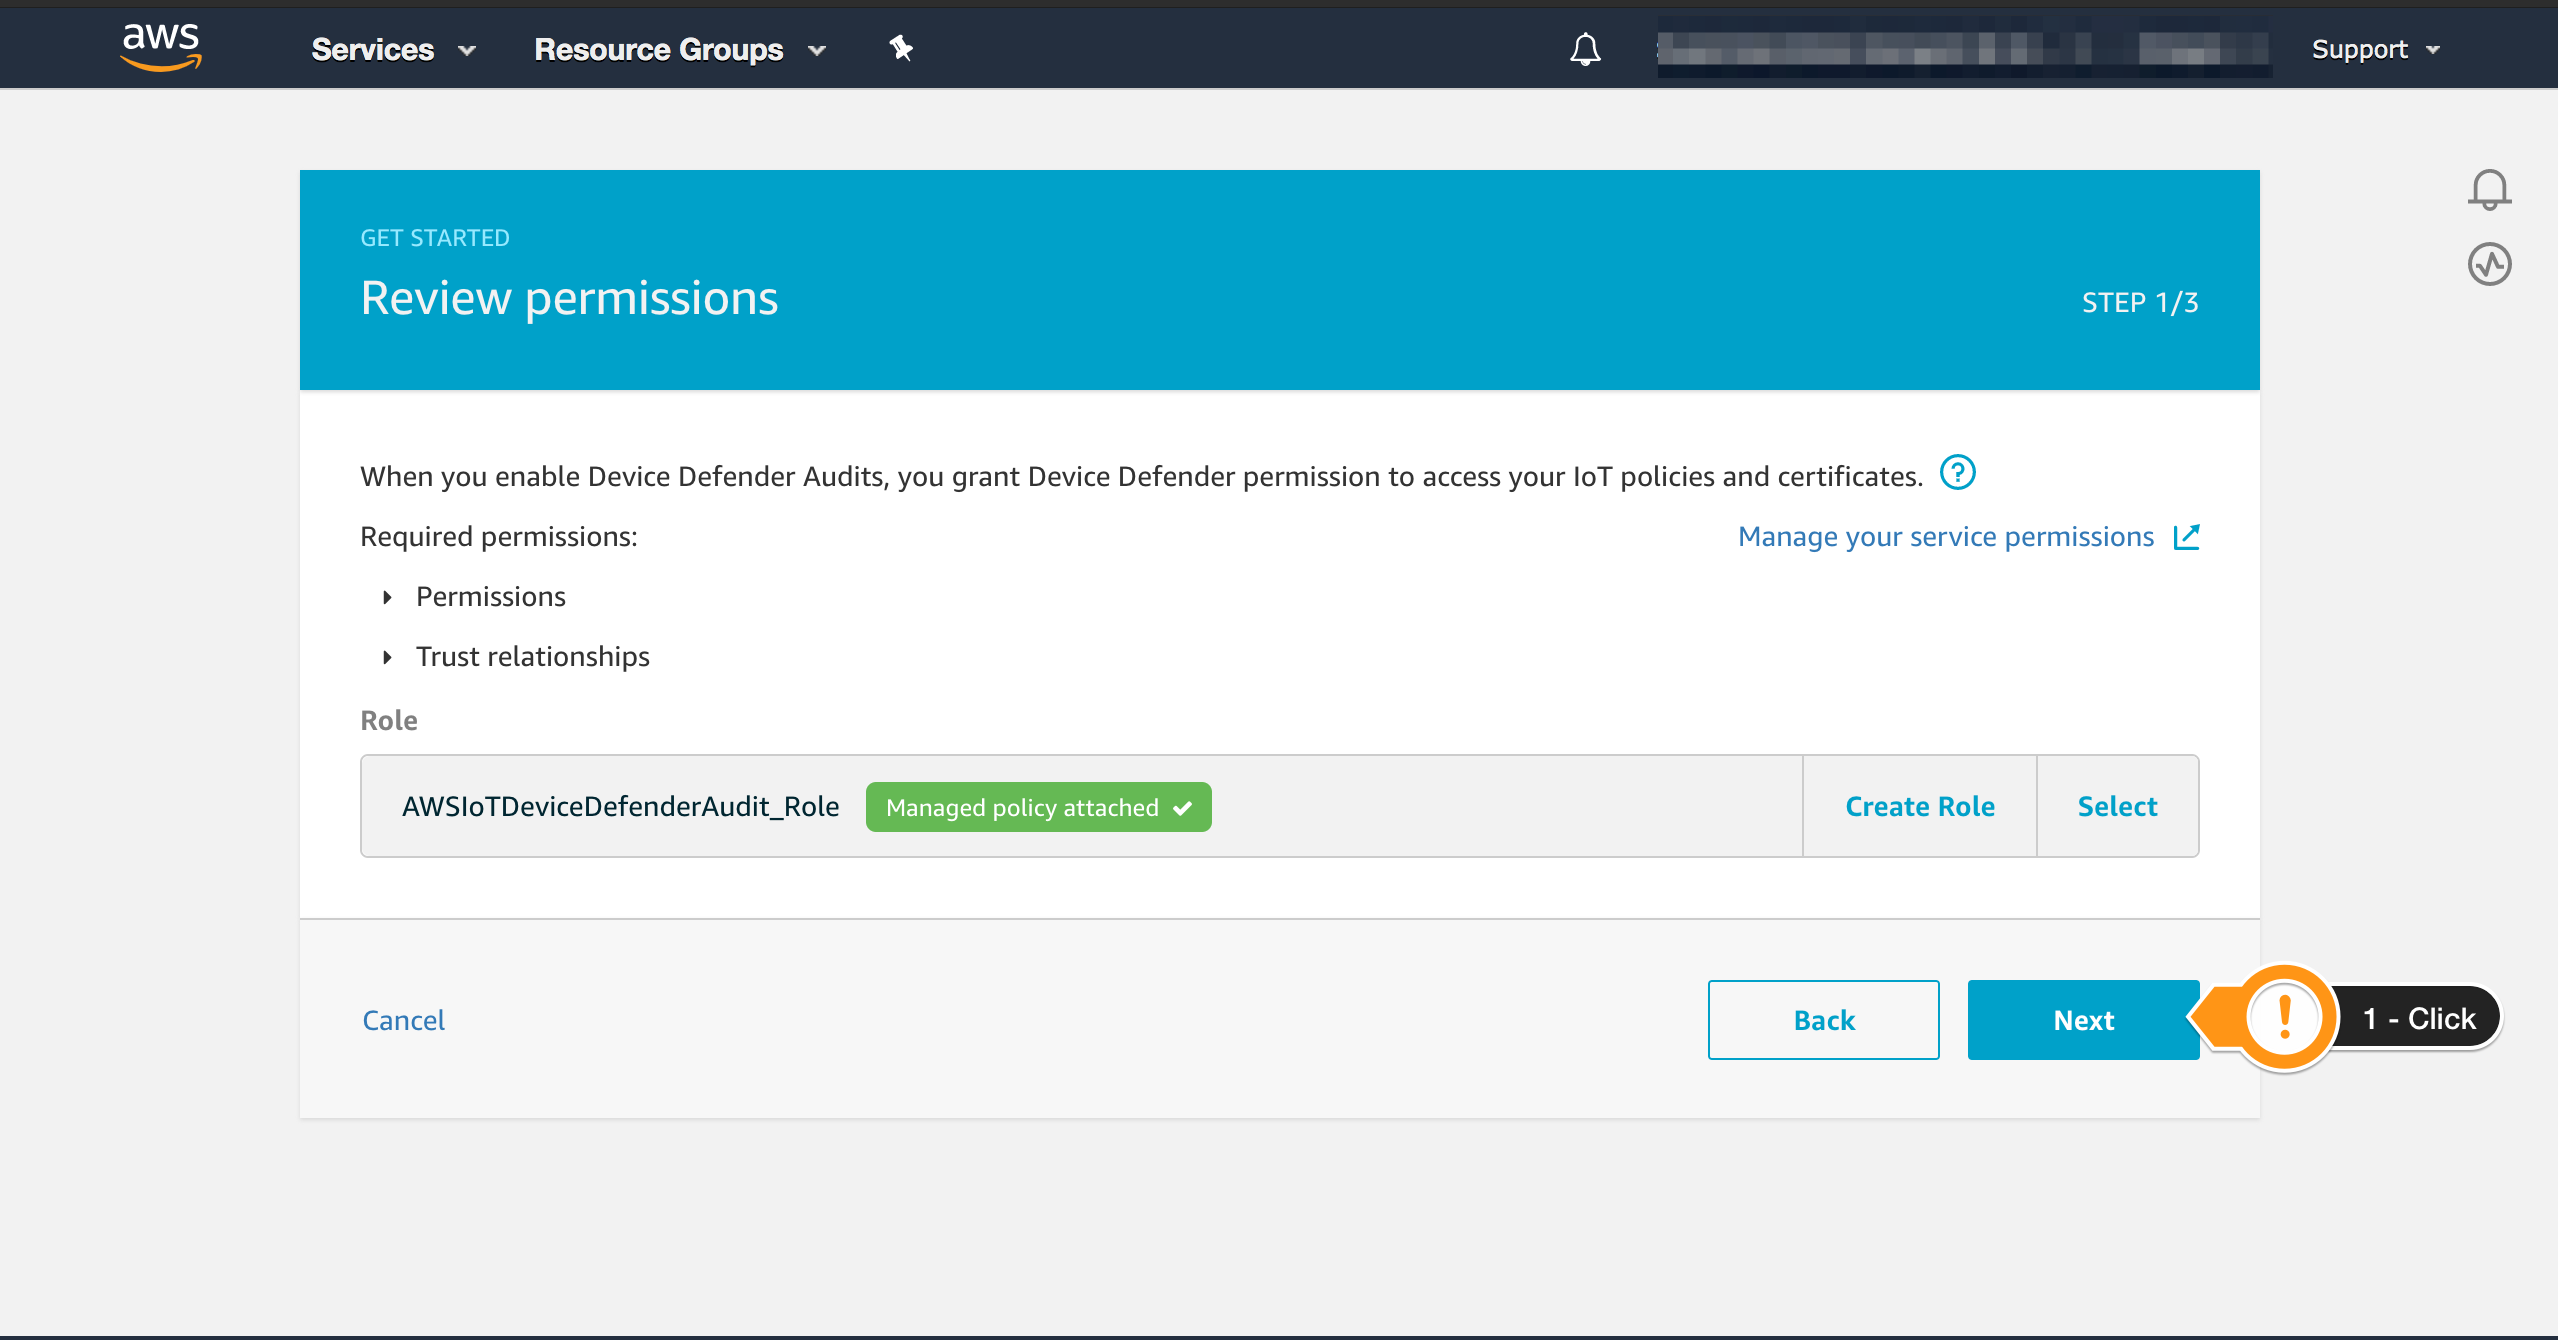 aws Services Resource Groups Support
GET STARTED
Review permissions
STEP 1/3
When you enable Device Defender Audits, you grant Device Defender permission to access your IoT policies and certificates. ?
Required permissions:
Manage your service permissions
Permissions
Trust relationships
Role
AWSIoTDeviceDefenderAudit_Role Managed policy attached Create Role Select
Cancel Back Next ! 1 - Click